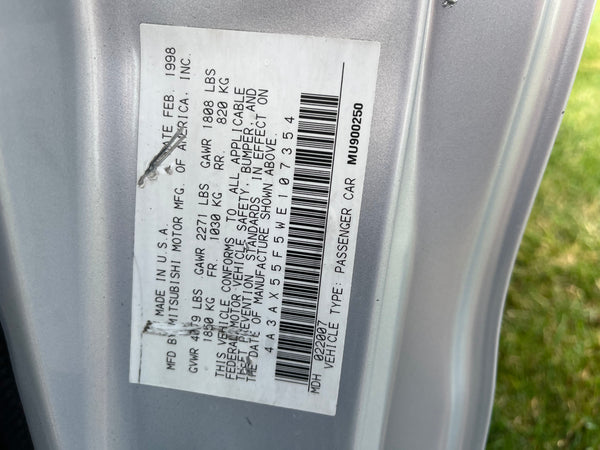 MADE IN U.S.A. DATE FEB. 1998
MFD BY MITSUBISHI MOTOR MFG. OF AMERICA, INC.
GVWR 4079 LBS GAWR 2271 LBS GAWR 1808 LBS
1850 KG FR. 1030 KG RR. 820 KG
THIS VEHICLE CONFORMS TO ALL APPLICABLE
FEDERAL MOTOR VEHICLE SAFETY, BUMPER, AND
THEFT PREVENTION STANDARDS IN EFFECT ON
THE DATE OF MANUFACTURE SHOWN ABOVE.
4A3AX55F5WE107354
MDH 022007
VEHICLE TYPE: PASSENGER CAR MU900250